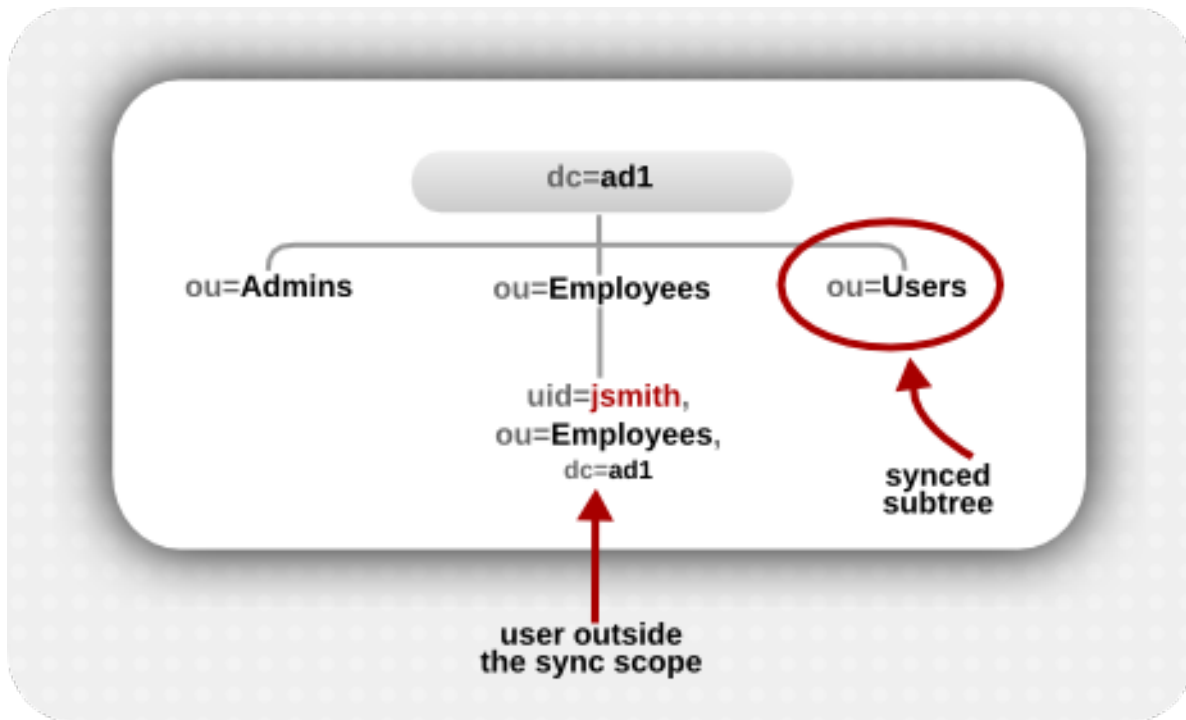 dc=ad1
ou=Admins
ou=Employees
ou=Users
uid=jsmith,
ou=Employees,
dc=ad1
synced
subtree
user outside
the sync scope